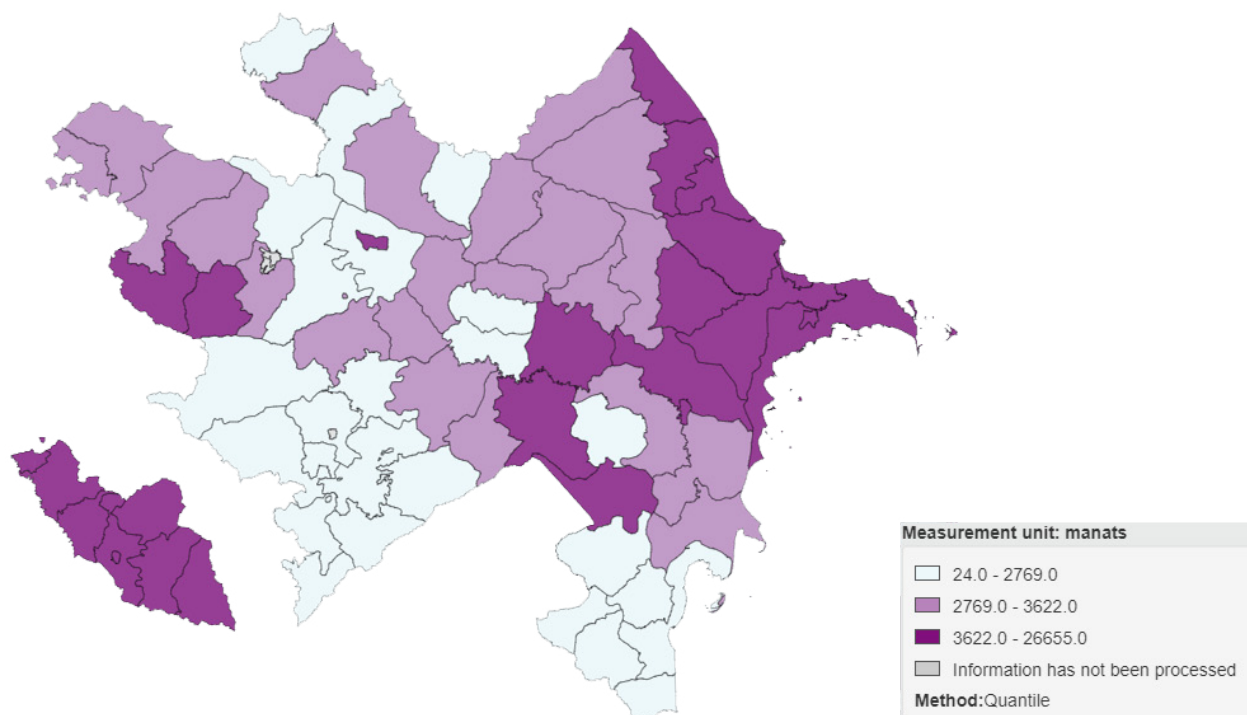 Measurement unit: manats
24.0 - 2769.0
2769.0 - 3622.0
3622.0 - 26655.0
Information has not been processed
Method:Quantile